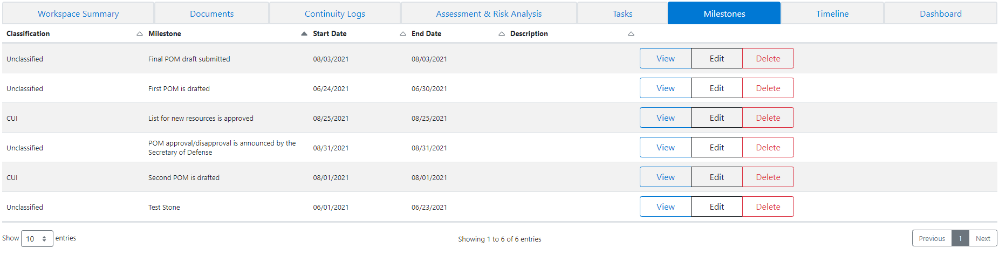 Workspace Summary Documents Continuity Logs Assessment & Risk Analysis Tasks Milestones Timeline Dashboard
Classification Milestone Start Date End Date Description
Unclassified Final POM draft submitted 08/03/2021 08/03/2021 View Edit Delete
Unclassified First POM is drafted 06/24/2021 06/30/2021 View Edit Delete
CUI List for new resources is approved 08/25/2021 08/25/2021 View Edit Delete
Unclassified POM approval/disapproval is announced by the
Secretary of Defense 08/31/2021 08/31/2021 View Edit Delete
CUI Second POM is drafted 08/01/2021 08/01/2021 View Edit Delete
Unclassified Test Stone 06/01/2021 06/23/2021 View Edit Delete
Show 10 entries Showing 1 to 6 of 6 entries Previous 1 Next